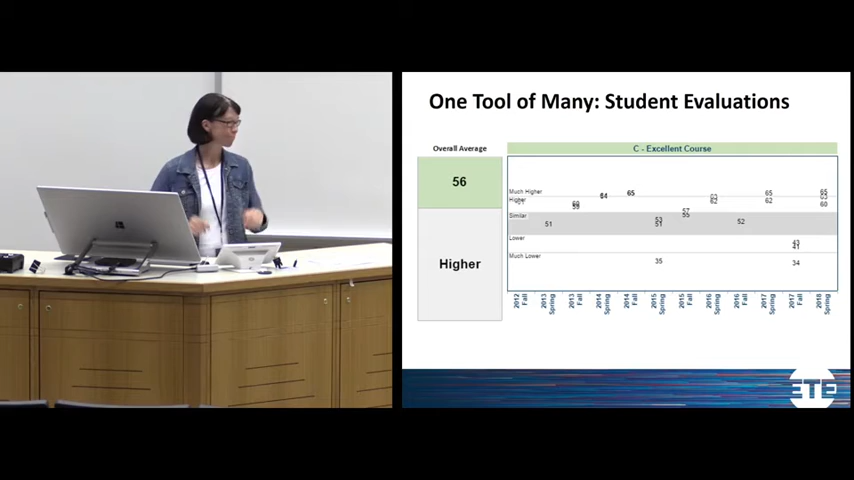 One Tool of Many: Student Evaluations
Overall Average
C - Excellent Course
56
Higher
Much Higher
Higher
Similar
Lower
Much Lower
51
58
64
65
53
51
35
57
55
62
52
65
62
41
34
65
60
2012 Fall
2013 Spring
2013 Fall
2014 Spring
2014 Fall
2015 Spring
2015 Fall
2016 Spring
2016 Fall
2017 Spring
2017 Fall
2018 Spring
ETE